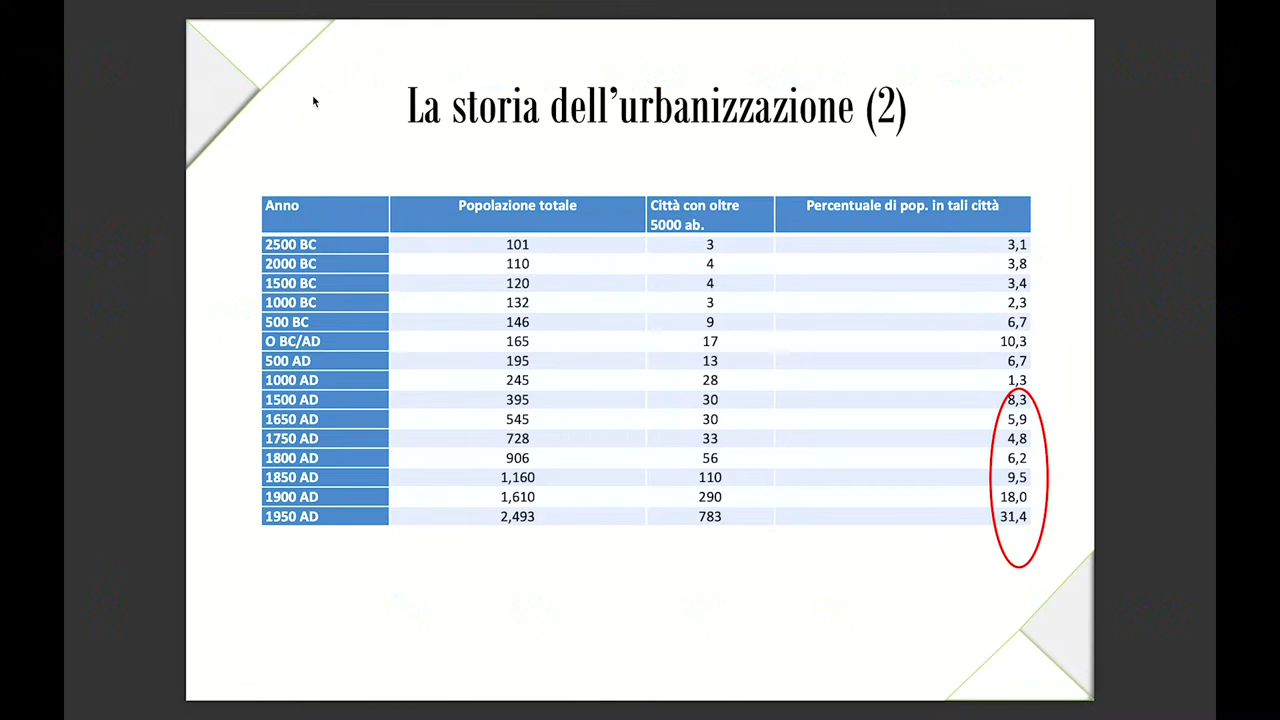 La storia dell’urbanizzazione (2)
Anno Popolazione totale Città con oltre 5000 ab. Percentuale di pop. in tali città
2500 BC 101 3 3,1
2000 BC 110 4 3,8
1500 BC 120 4 3,4
1000 BC 132 3 2,3
500 BC 146 9 6,7
O BC/AD 165 17 10,3
500 AD 195 13 6,7
1000 AD 245 28 1,3
1500 AD 395 30 8,3
1650 AD 545 30 5,9
1750 AD 728 33 4,8
1800 AD 906 56 6,2
1850 AD 1,160 110 9,5
1900 AD 1,610 290 18,0
1950 AD 2,493 783 31,4